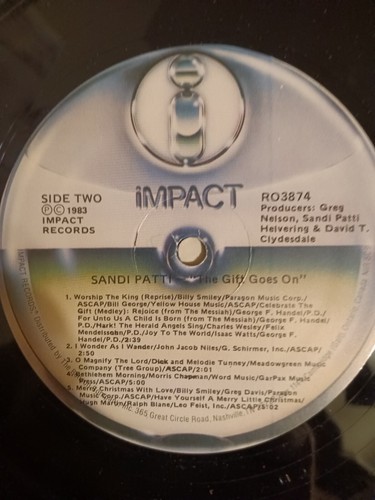 iMPACT
SIDE TWO
Ⓟ Ⓒ 1983
IMPACT
RECORDS
RO3874
Producers: Greg
Nelson, Sandi Patti
Helvering & David T.
Clydesdale
SANDI PATTI "The Gift Goes On"
1. Worship The King (Reprise)/Billy Smiley/Paragon Music Corp./
ASCAP/Bill George/Yellow House Music/ASCAP/Celebrate The
Gift (Medley): Rejoice (from The Messiah)/George F. Handel/P.D./
For Unto Us A Child Is Born (from The Messiah)/George F. Handel/
P.D./Hark! The Herald Angels Sing/Charles Wesley/Felix
Mendelssohn/P.D./Joy To The World/Isaac Watts/George F.
Handel/P.D./2:39
2. I Wonder As I Wander/John Jacob Niles/G. Schirmer, Inc./ASCAP/
2:50
3. O Magnify The Lord/Dick and Melodie Tunney/Meadowgreen Music
Company (Tree Group)/ASCAP/2:01
4. Bethlehem Morning/Morris Chapman/Word Music/GarPax Music
Press/ASCAP/5:00
5. Merry Christmas With Love/Billy Smiley/Greg Davis/Paragon
Music Corp./ASCAP/Have Yourself A Merry Little Christmas/
Hugh Martin/Ralph Blane/Leo Feist, Inc./ASCAP/5:02
IMPACT RECORDS, Distributed by The
365 Great Circle Road, Nashville,